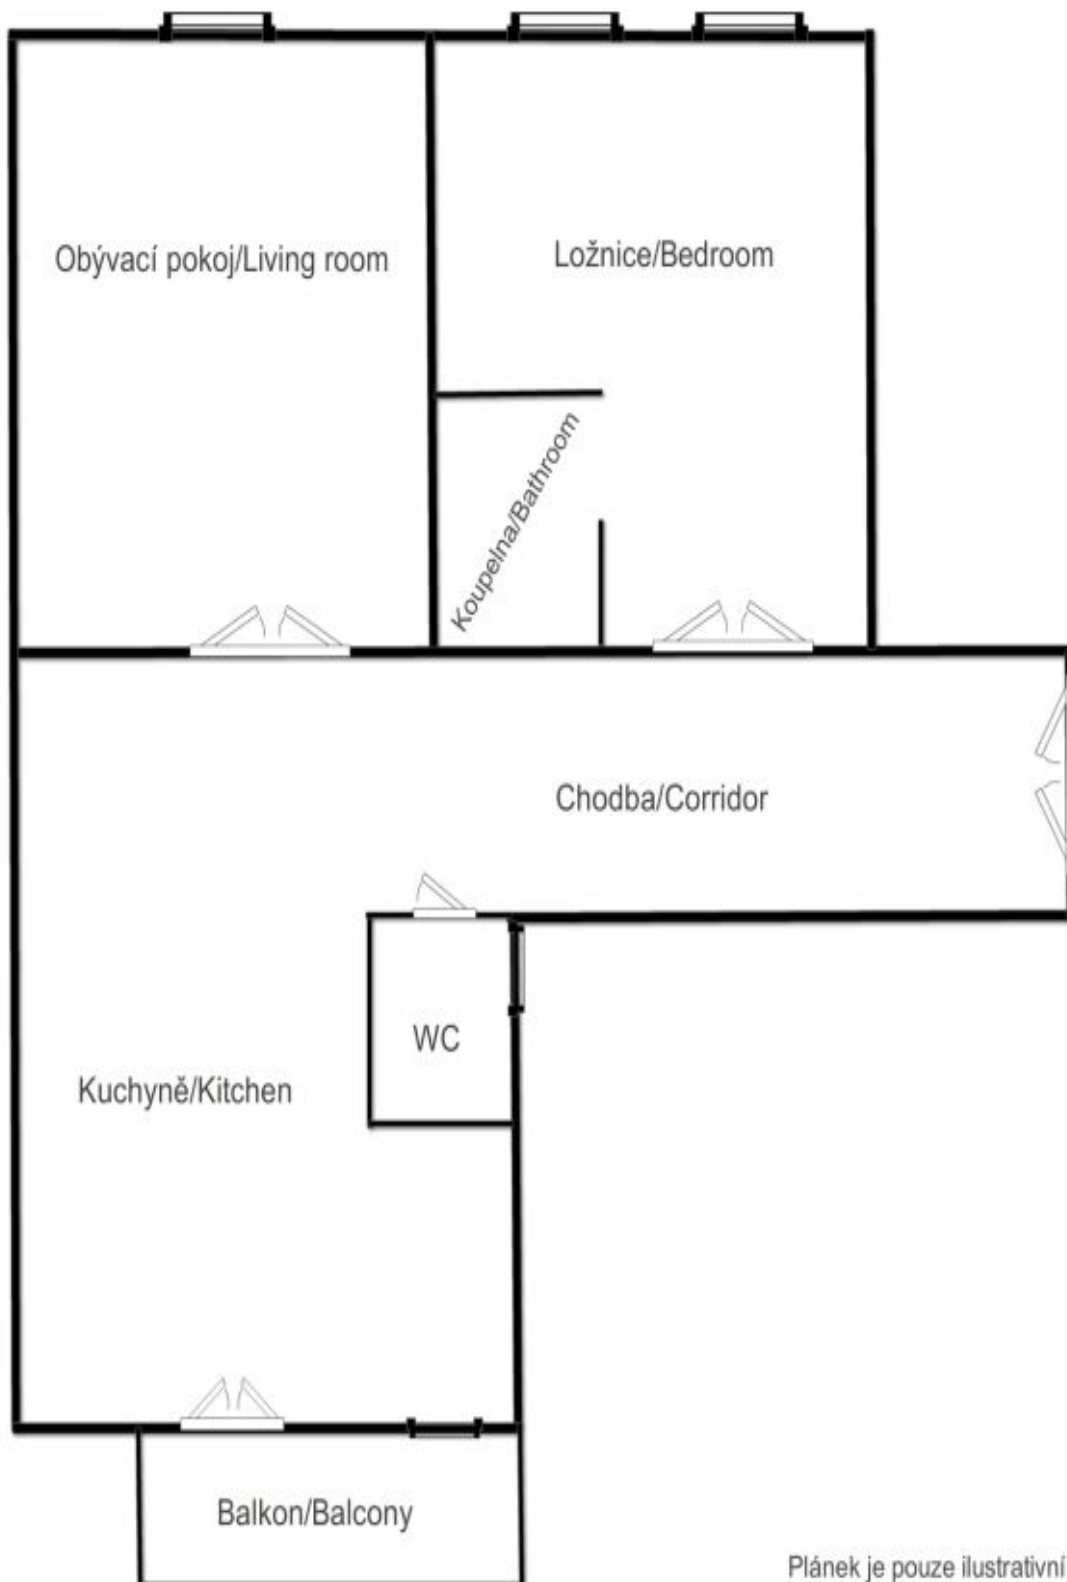 Obývací pokoj/Living room
Ložnice/Bedroom
Koupelna/Bathroom
Chodba/Corridor
WC
Kuchyně/Kitchen
Balkon/Balcony
Plánek je pouze ilustrativní